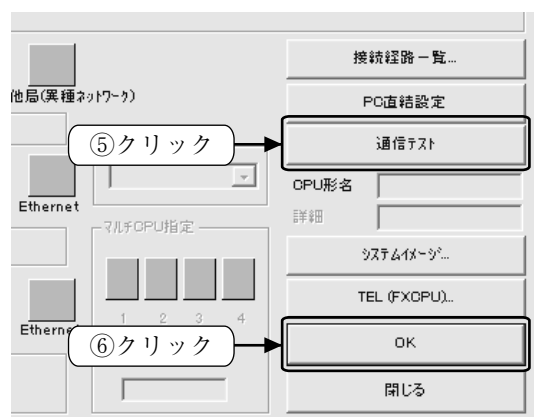 接続経路一覧...
他局(異種ネットワーク)
PC直結設定
⑤クリック
通信テスト
CPU形名
Ethernet
詳細
マルチCPU指定
システムイメージ...
TEL (FXCPU)...
1 2 3 4
Etherne
⑥クリック
OK
閉じる